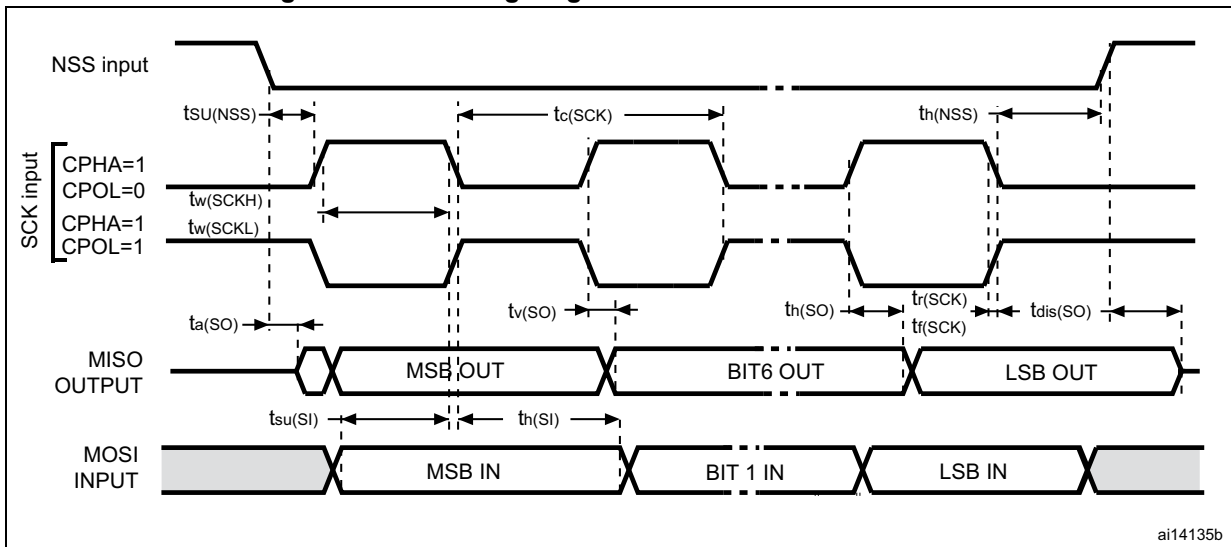 NSS input
tSU(NSS)
tc(SCK)
th(NSS)
SCK input
CPHA=1
CPOL=0
tw(SCKH)
CPHA=1
tw(SCKL)
CPOL=1
ta(SO)
tv(SO)
th(SO)
tr(SCK)
tf(SCK)
tdis(SO)
MISO
OUTPUT
MSB OUT
BIT6 OUT
LSB OUT
tsu(SI)
th(SI)
MOSI
INPUT
MSB IN
BIT 1 IN
LSB IN
ai14135b